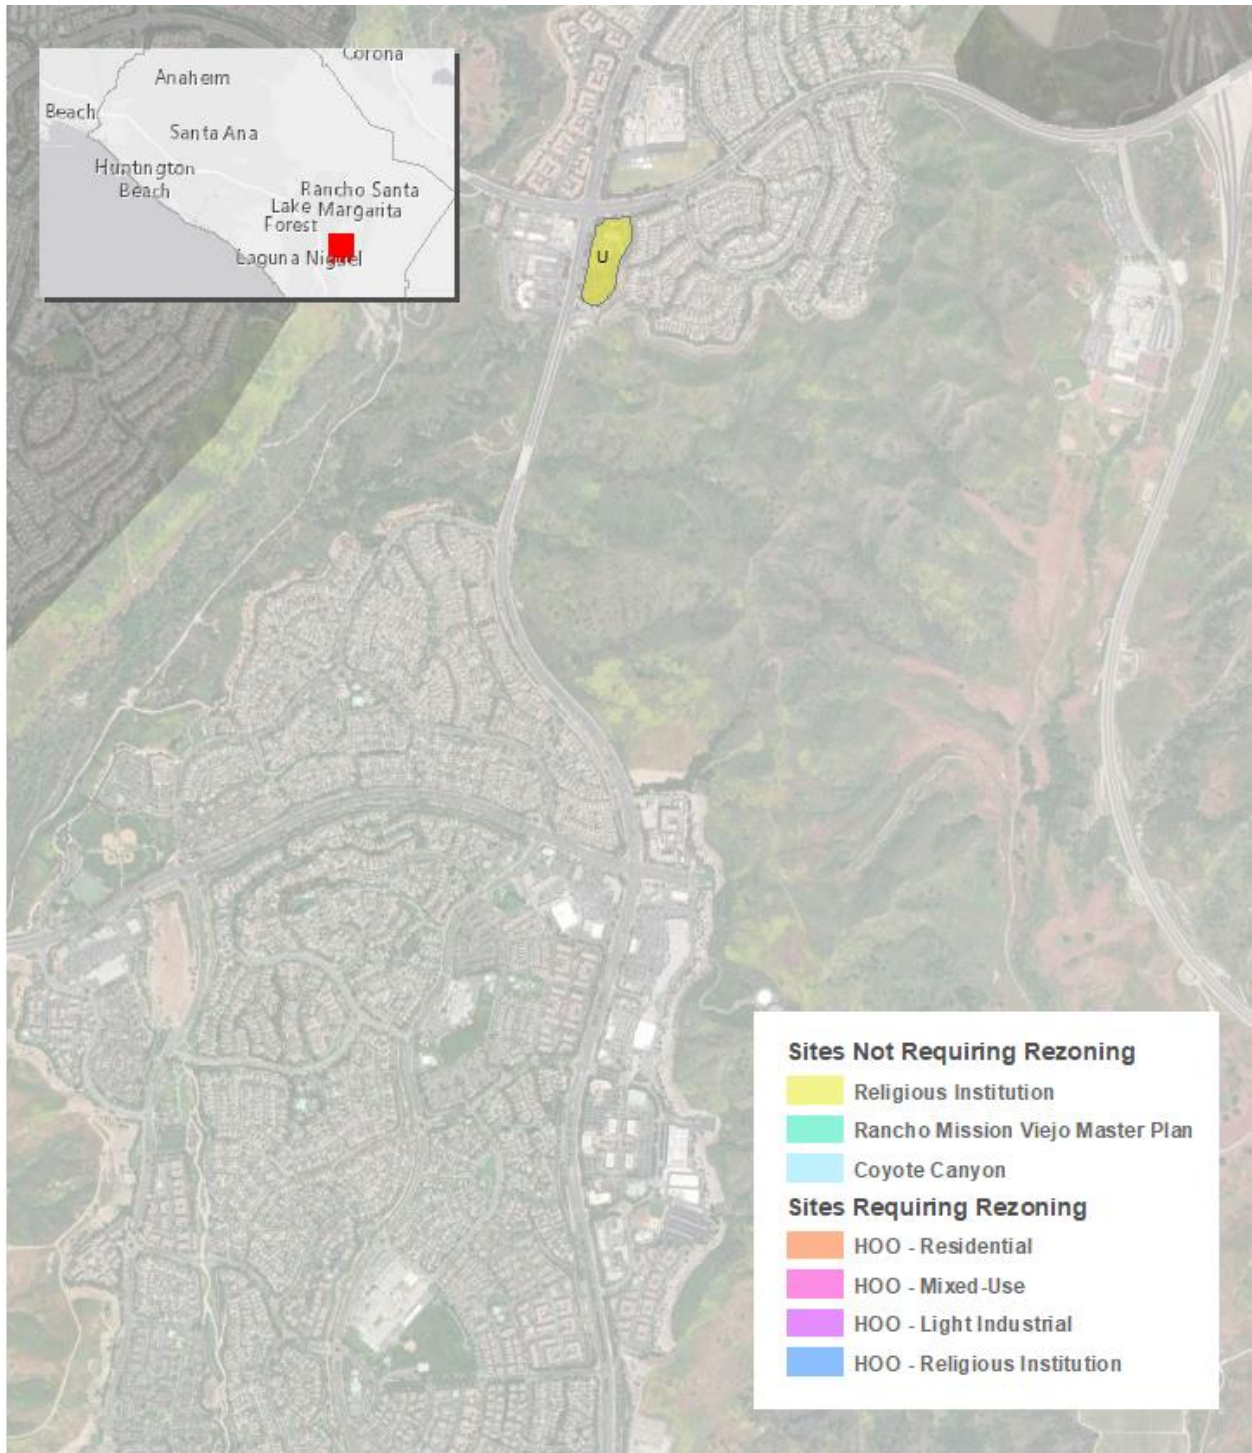 Corona
Anaheim
Beach
Santa Ana
Huntington
Beach
Rancho Santa
Lake Margarita
Forest
Laguna Niguel
U
Sites Not Requiring Rezoning
Religious Institution
Rancho Mission Viejo Master Plan
Coyote Canyon
Sites Requiring Rezoning
HOO - Residential
HOO - Mixed-Use
HOO - Light Industrial
HOO - Religious Institution